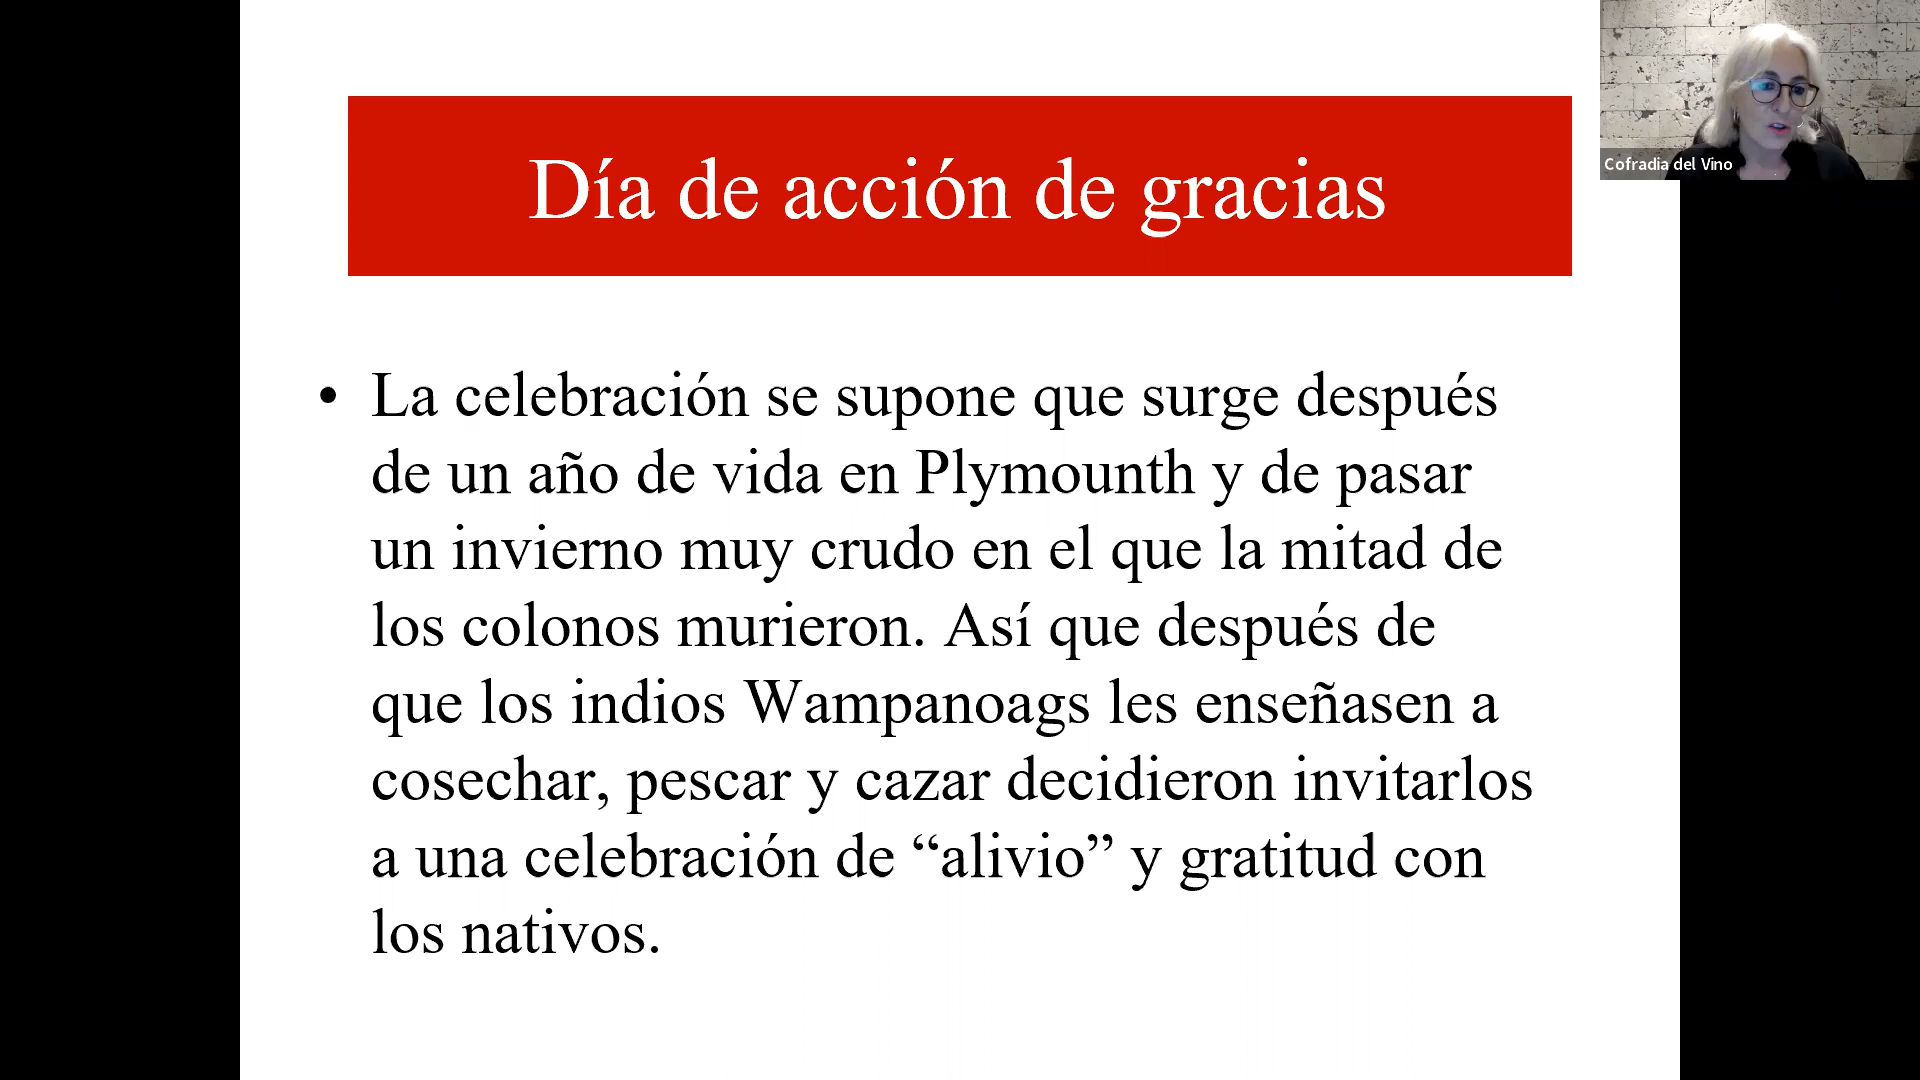 Día de acción de gracias
Cofradia del Vino
• La celebración se supone que surge después
de un año de vida en Plymounth y de pasar
un invierno muy crudo en el que la mitad de
los colonos murieron. Así que después de
que los indios Wampanoags les enseñasen a
cosechar, pescar y cazar decidieron invitarlos
a una celebración de “alivio” y gratitud con
los nativos.